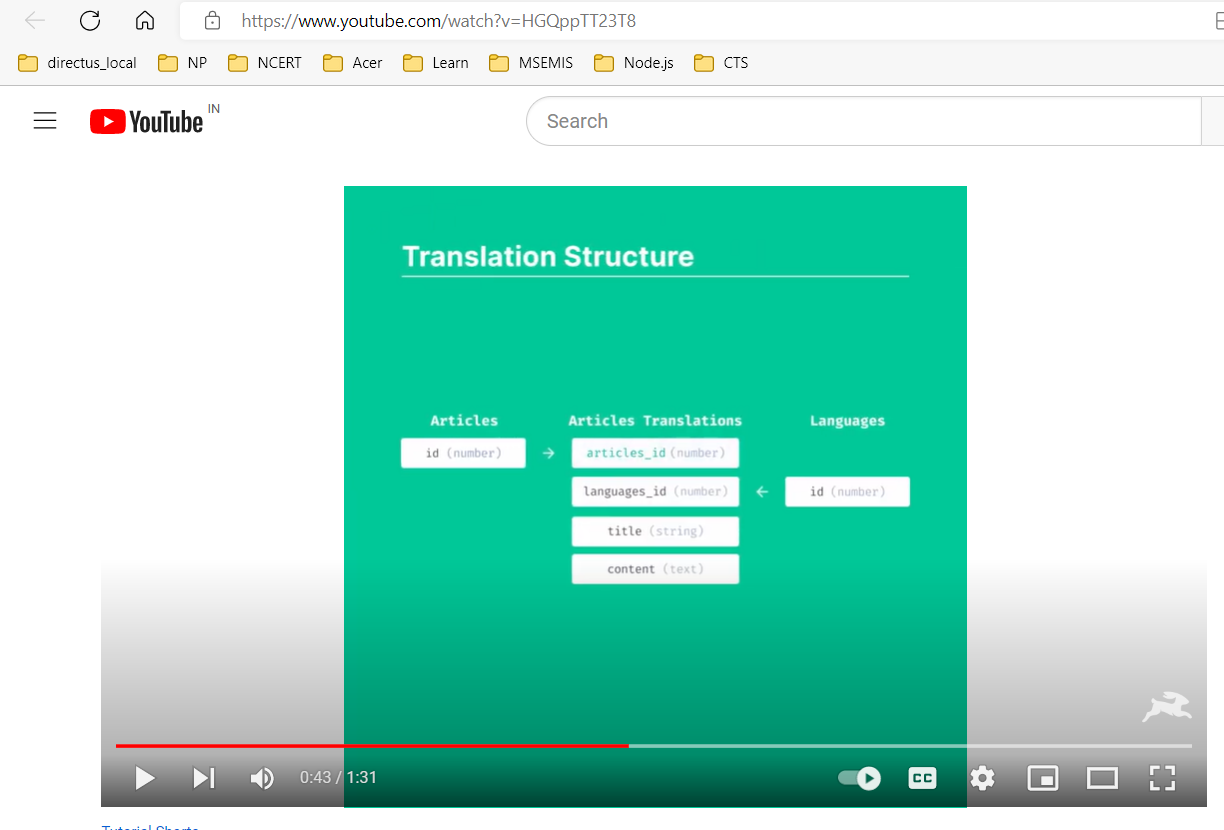 https://www.youtube.com/watch?v=HGQppTT23T8
directus_local NP NCERT Acer Learn MSEMIS Node.js CTS
YouTube IN
Search
Translation Structure
Articles Articles Translations Languages
id (number) → articles_id (number)
languages_id (number) ← id (number)
title (string)
content (text)
0:43 / 1:31
CC
Tutorial Shorts